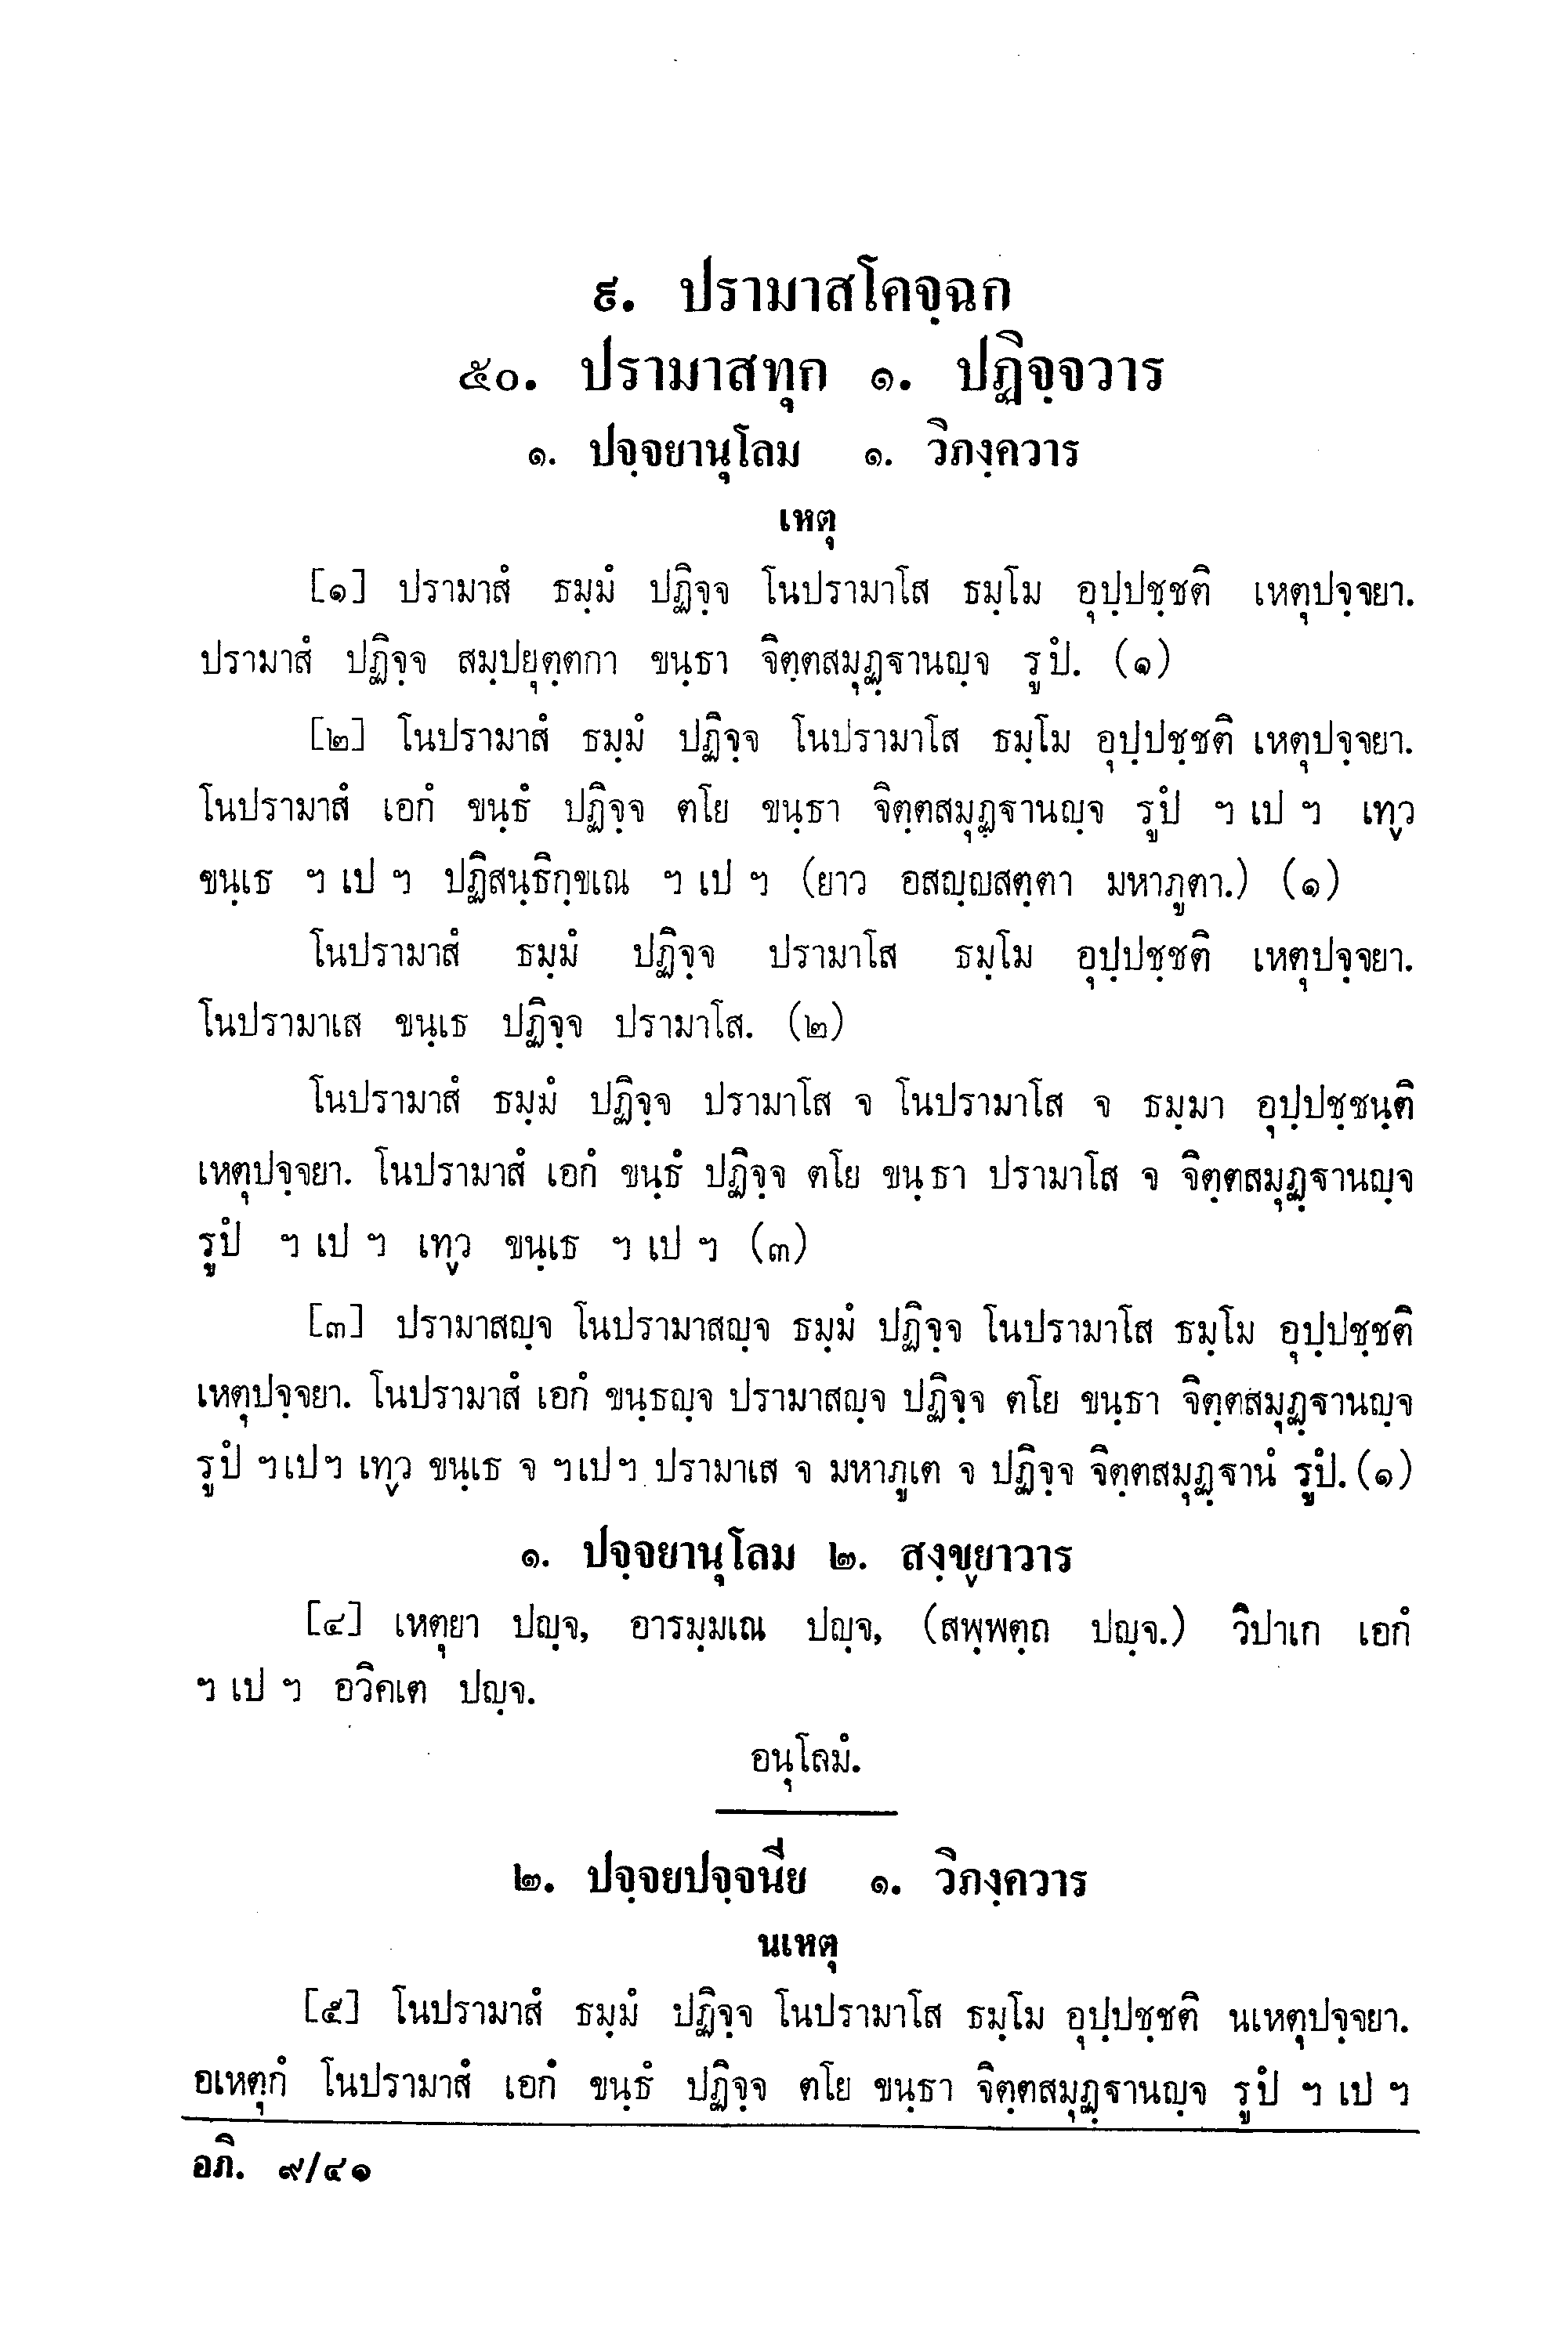 ๙. ปรามาสโคจฺฉก
๕๐. ปรามาสทุก ๑. ปฏิจฺจวาร
๑. ปจฺจยานุโลม ๑. วิภงฺควาร
เหตุ
[๑] ปรามาสํ ธมฺมํ ปฏิจฺจ โนปรามาโส ธมฺโม อุปฺปชฺชติ เหตุปจฺจยา.
ปรามาสํ ปฏิจฺจ สมฺปยุตฺตกา ขนฺธา จิตฺตสมุฏฺฐานญฺจ รูปํ. (๑)
[๒] โนปรามาสํ ธมฺมํ ปฏิจฺจ โนปรามาโส ธมฺโม อุปฺปชฺชติ เหตุปจฺจยา.
โนปรามาสํ เอกํ ขนฺธํ ปฏิจฺจ ตโย ขนฺธา จิตฺตสมุฏฺฐานญฺจ รูปํ ฯ เป ฯ เทฺว
ขนฺเธ ฯ เป ฯ ปฏิสนฺธิกฺขเณ ฯ เป ฯ (ยาว อสญฺญสตฺตา มหาภูตา.) (๑)
โนปรามาสํ ธมฺมํ ปฏิจฺจ ปรามาโส ธมฺโม อุปฺปชฺชติ เหตุปจฺจยา.
โนปรามาเส ขนฺเธ ปฏิจฺจ ปรามาโส. (๒)
โนปรามาสํ ธมฺมํ ปฏิจฺจ ปรามาโส จ โนปรามาโส จ ธมฺมา อุปฺปชฺชนฺติ
เหตุปจฺจยา. โนปรามาสํ เอกํ ขนฺธํ ปฏิจฺจ ตโย ขนฺธา ปรามาโส จ จิตฺตสมุฏฺฐานญฺจ
รูปํ ฯ เป ฯ เทฺว ขนฺเธ ฯ เป ฯ (๓)
[๓] ปรามาสญฺจ โนปรามาสญฺจ ธมฺมํ ปฏิจฺจ โนปรามาโส ธมฺโม อุปฺปชฺชติ
เหตุปจฺจยา. โนปรามาสํ เอกํ ขนฺธญฺจ ปรามาสญฺจ ปฏิจฺจ ตโย ขนฺธา จิตฺตสมุฏฺฐานญฺจ
รูปํ ฯเปฯ เทฺว ขนฺเธ จ ฯเปฯ ปรามาเส จ มหาภูเต จ ปฏิจฺจ จิตฺตสมุฏฺฐานํ รูปํ. (๑)
๑. ปจฺจยานุโลม ๒. สงฺขฺยาวาร
[๔] เหตุยา ปญฺจ, อารมฺมเณ ปญฺจ, (สพฺพตฺถ ปญฺจ.) วิปาเก เอกํ
ฯ เป ฯ อวิคเต ปญฺจ.
อนุโลมํ.
๒. ปจฺจยปจฺจนีย ๑. วิภงฺควาร
นเหตุ
[๕] โนปรามาสํ ธมฺมํ ปฏิจฺจ โนปรามาโส ธมฺโม อุปฺปชฺชติ นเหตุปจฺจยา.
อเหตุกํ โนปรามาสํ เอกํ ขนฺธํ ปฏิจฺจ ตโย ขนฺธา จิตฺตสมุฏฺฐานญฺจ รูปํ ฯ เป ฯ
อภิ. ๙/๔๑